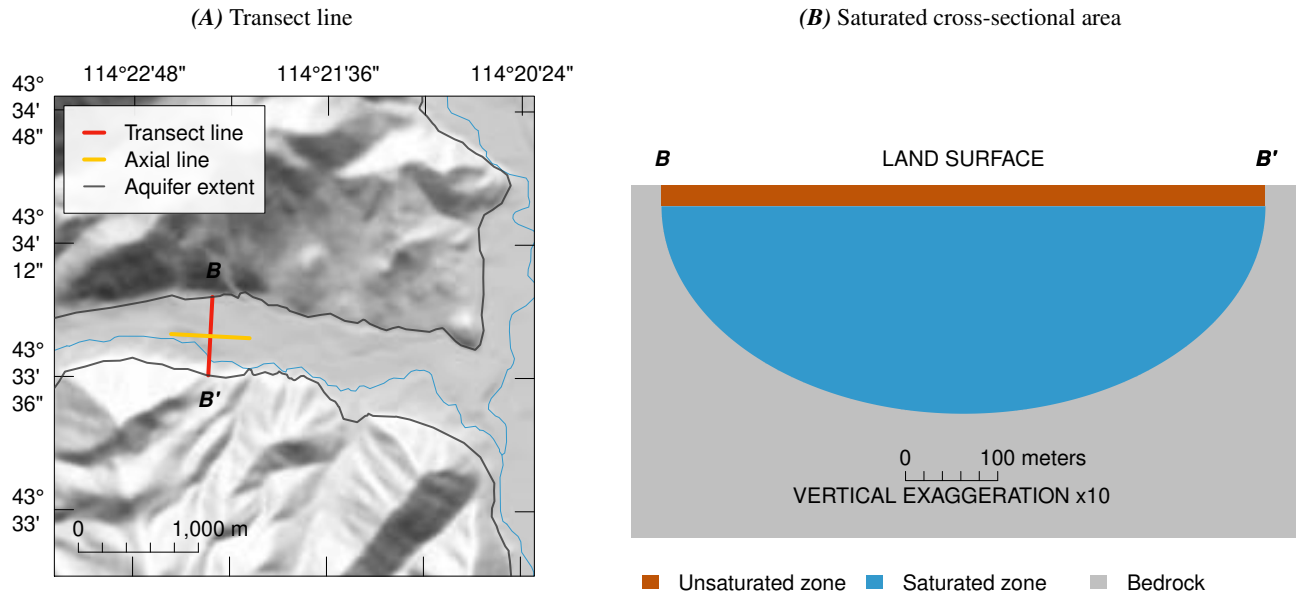 (A) Transect line
114°22'48" 114°21'36" 114°20'24"
43°
34'
48"
43°
34'
12"
43°
33'
36"
43°
33'
Transect line
Axial line
Aquifer extent
B
B'
0 1,000 m
(B) Saturated cross-sectional area
B LAND SURFACE B'
0 100 meters
VERTICAL EXAGGERATION x10
Unsaturated zone Saturated zone Bedrock